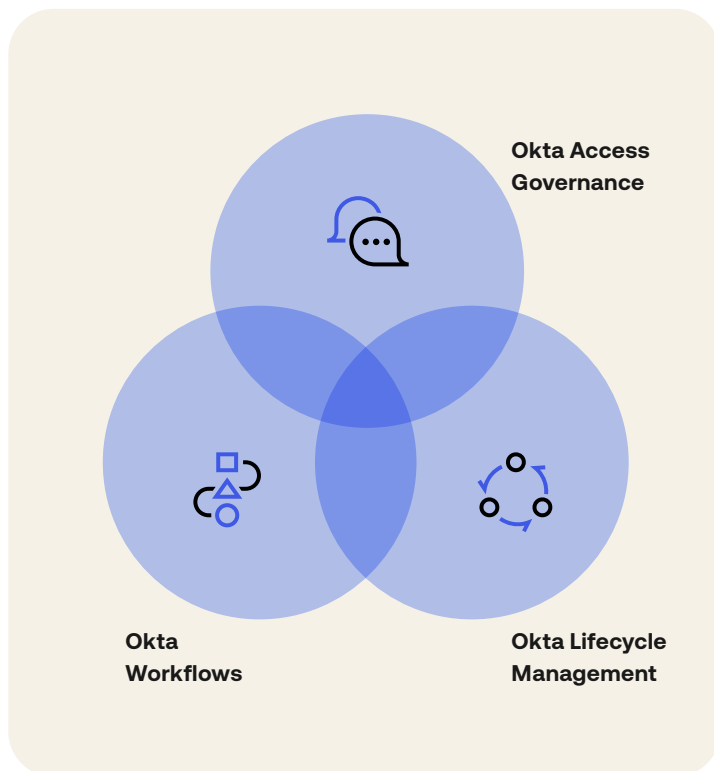 Okta Access
Governance
Okta
Workflows
Okta Lifecycle
Management